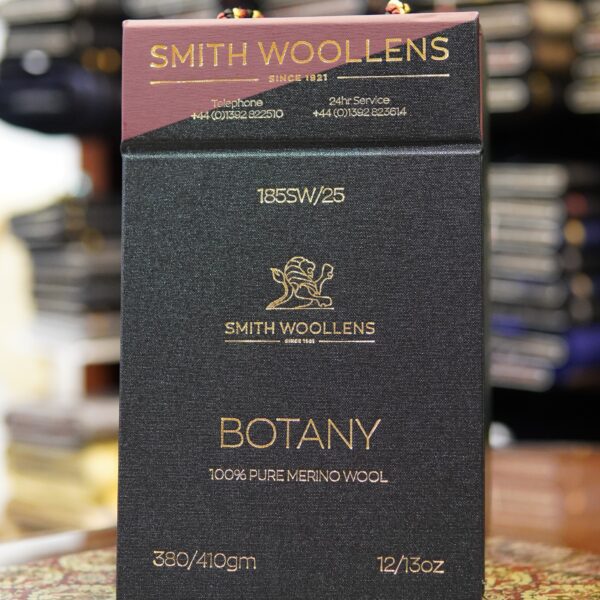 SMITH WOOLLENS
SINCE 1921
Telephone 24hr Service
+44 (0)1392 822510 +44 (0)1392 823614
185SW/25
SMITH WOOLLENS
BOTANY
100% PURE MERINO WOOL
380/410gm 12/13oz